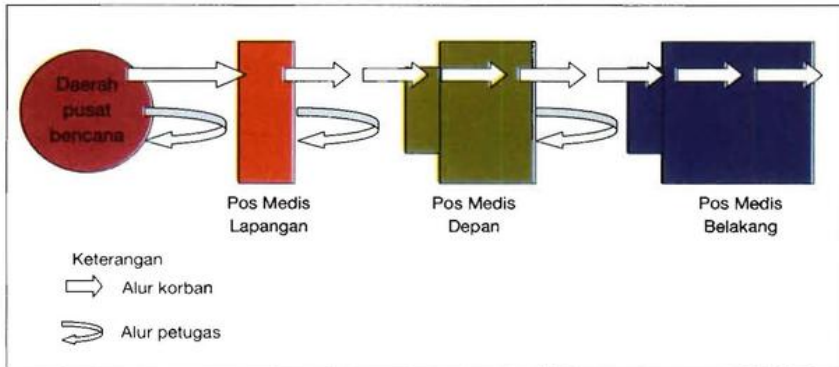 Daerah
pusat
bencana
Pos Medis
Lapangan
Pos Medis
Depan
Pos Medis
Belakang
Keterangan
Alur korban
Alur petugas